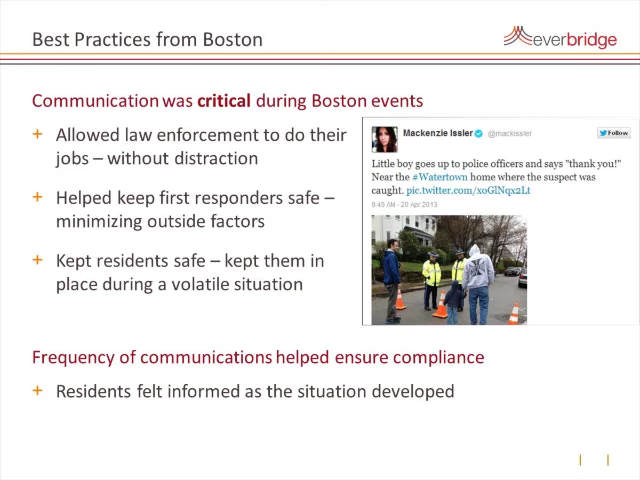 Best Practices from Boston
everbridge
Communication was critical during Boston events
+ Allowed law enforcement to do their
jobs – without distraction
+ Helped keep first responders safe –
minimizing outside factors
+ Kept residents safe – kept them in
place during a volatile situation
Mackenzie Issler @mackissler
Follow
Little boy goes up to police officers and says "thank you!"
Near the #Watertown home where the suspect was
caught. pic.twitter.com/xoGlNqx2Lt
9:49 AM - 20 Apr 2013
Frequency of communications helped ensure compliance
+ Residents felt informed as the situation developed